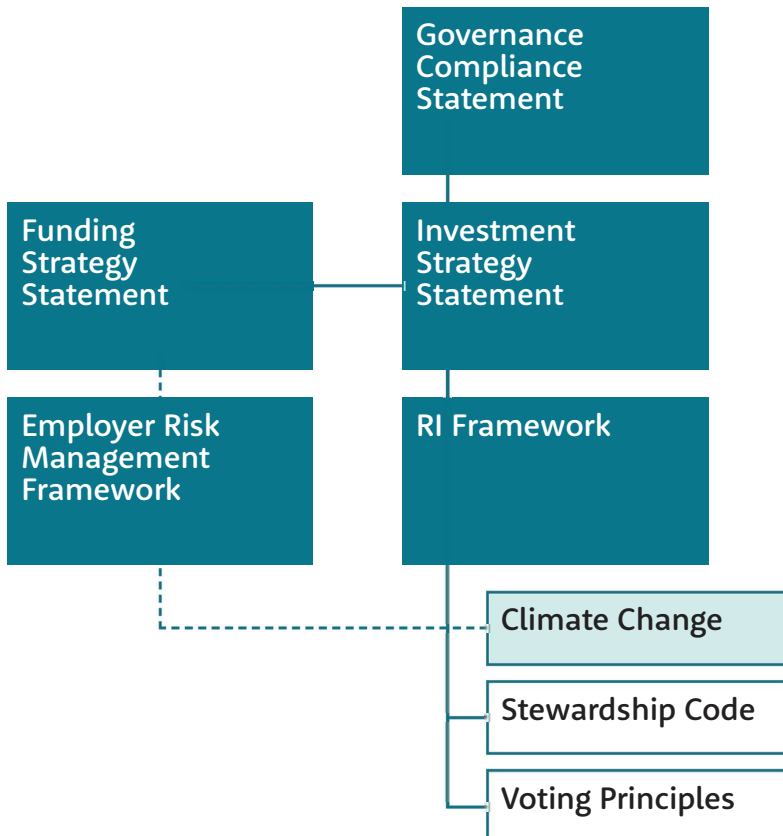 Governance
Compliance
Statement
Funding
Strategy
Statement
Investment
Strategy
Statement
Employer Risk
Management
Framework
RI Framework
Climate Change
Stewardship Code
Voting Principles